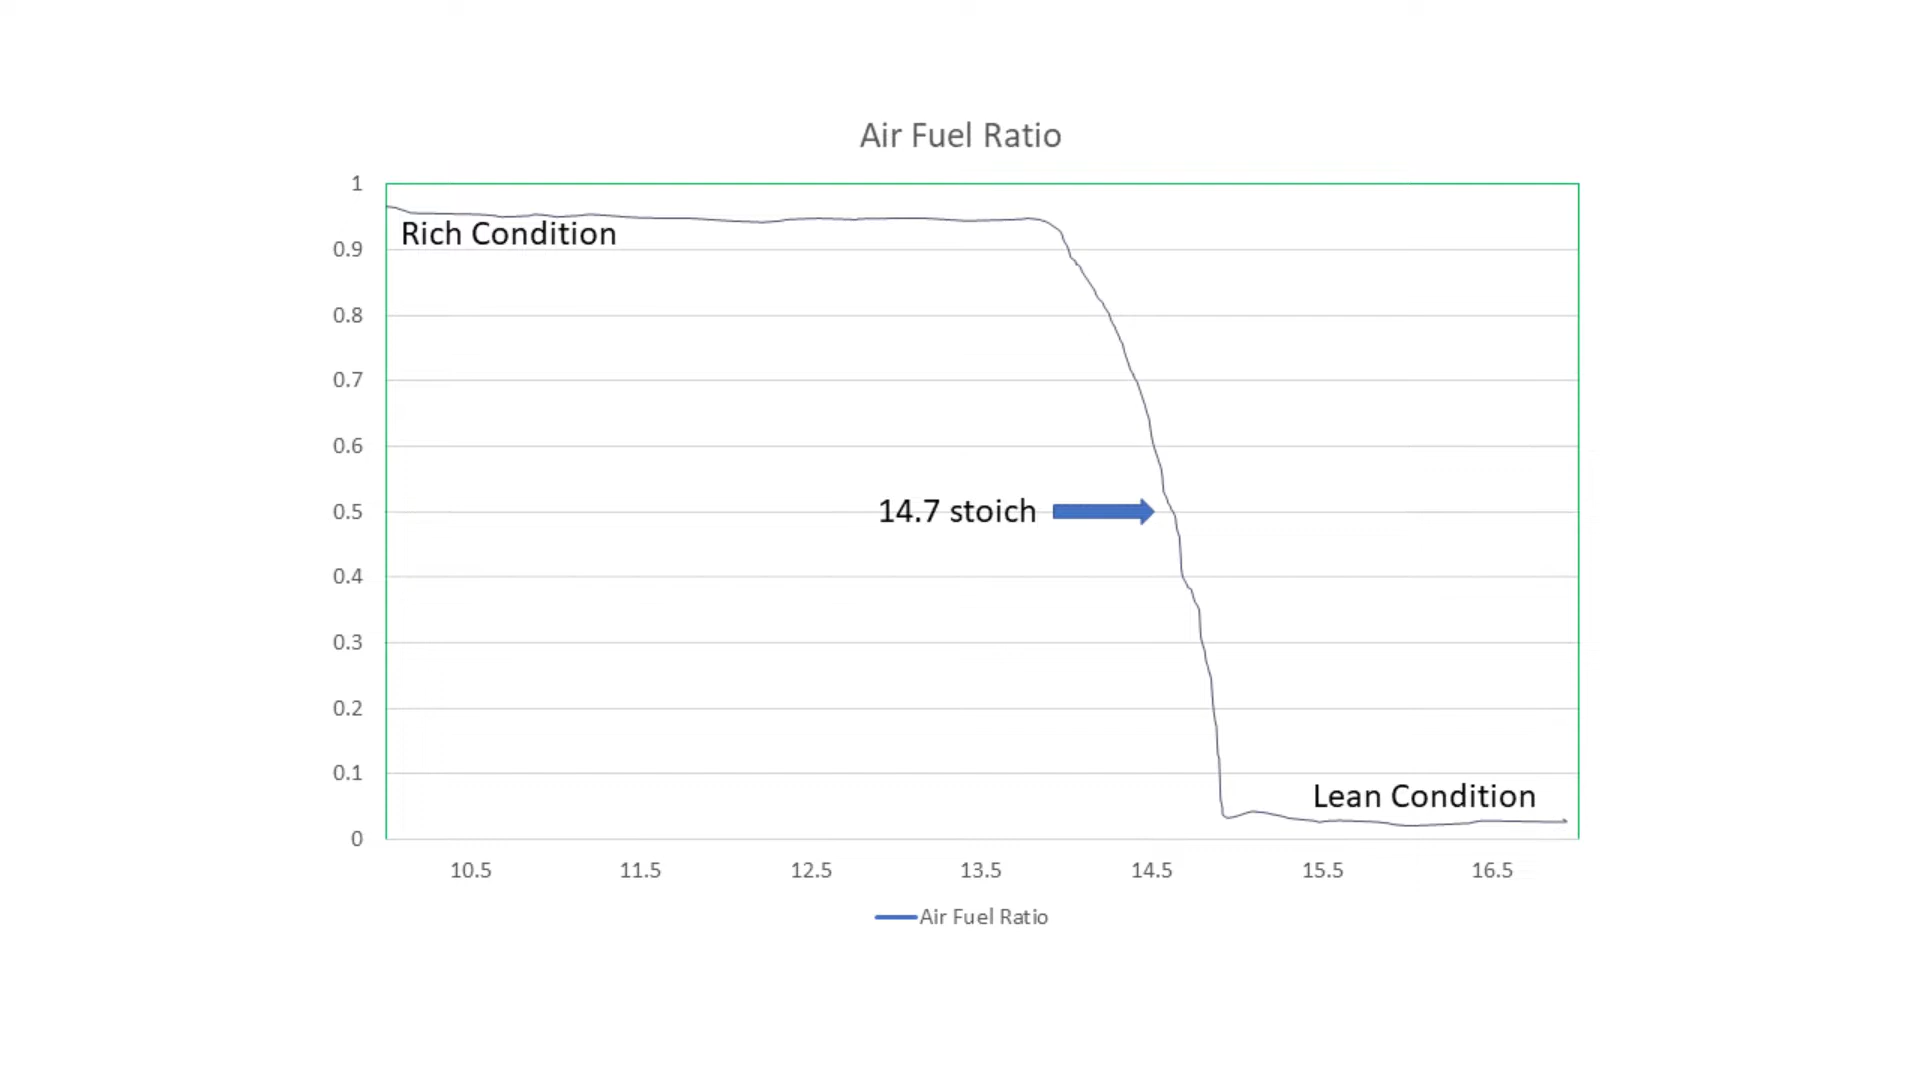 Air Fuel Ratio
1
Rich Condition
0.9
0.8
0.7
0.6
14.7 stoich
0.5
0.4
0.3
0.2
0.1
Lean Condition
0
10.5 11.5 12.5 13.5 14.5 15.5 16.5
Air Fuel Ratio